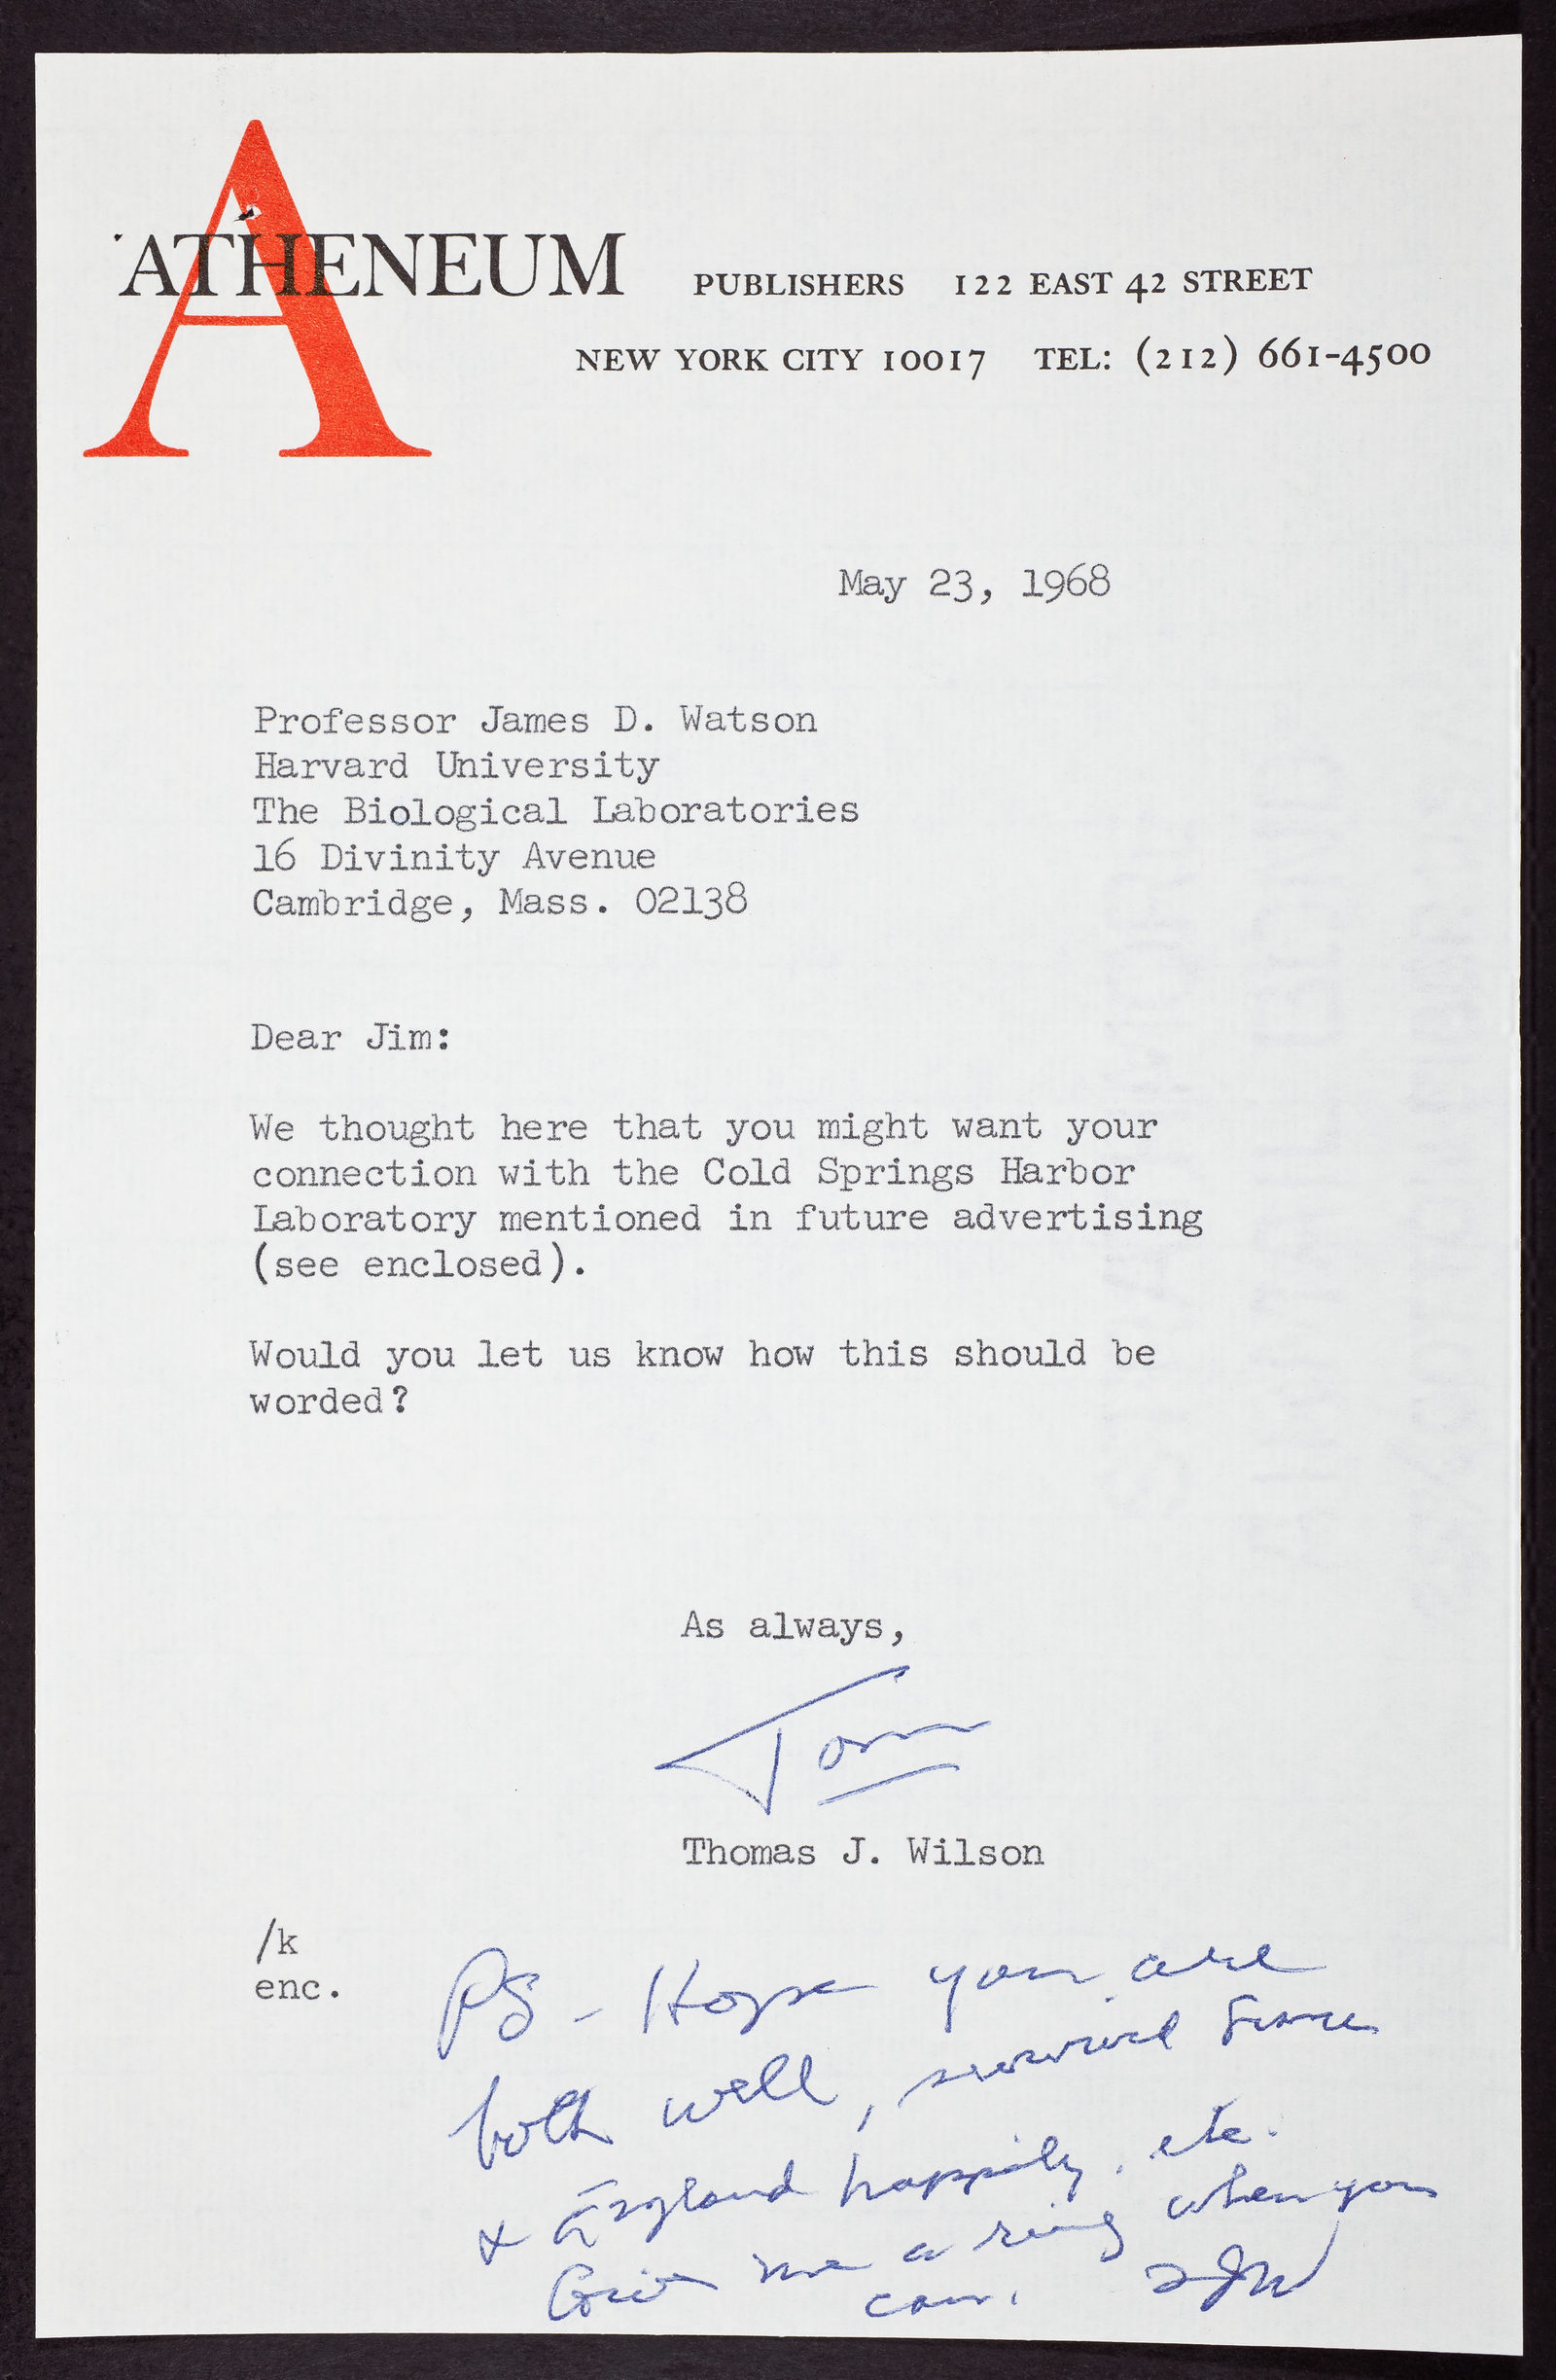 A
ATHENEUM PUBLISHERS 122 EAST 42 STREET
NEW YORK CITY 10017 TEL: (212) 661-4500
May 23, 1968
Professor James D. Watson
Harvard University
The Biological Laboratories
16 Divinity Avenue
Cambridge, Mass. 02138
Dear Jim:
We thought here that you might want your
connection with the Cold Springs Harbor
Laboratory mentioned in future advertising
(see enclosed).
Would you let us know how this should be
worded?
As always,
Tom
Thomas J. Wilson
/k
enc.
PS - Hope you are
both well, survived France
& England happily, etc.
Give me a ring when you
can. TJW